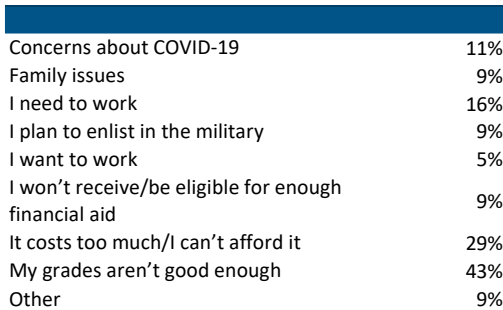 Concerns about COVID-19 11%
Family issues 9%
I need to work 16%
I plan to enlist in the military 9%
I want to work 5%
I won’t receive/be eligible for enough
financial aid 9%
It costs too much/I can’t afford it 29%
My grades aren’t good enough 43%
Other 9%